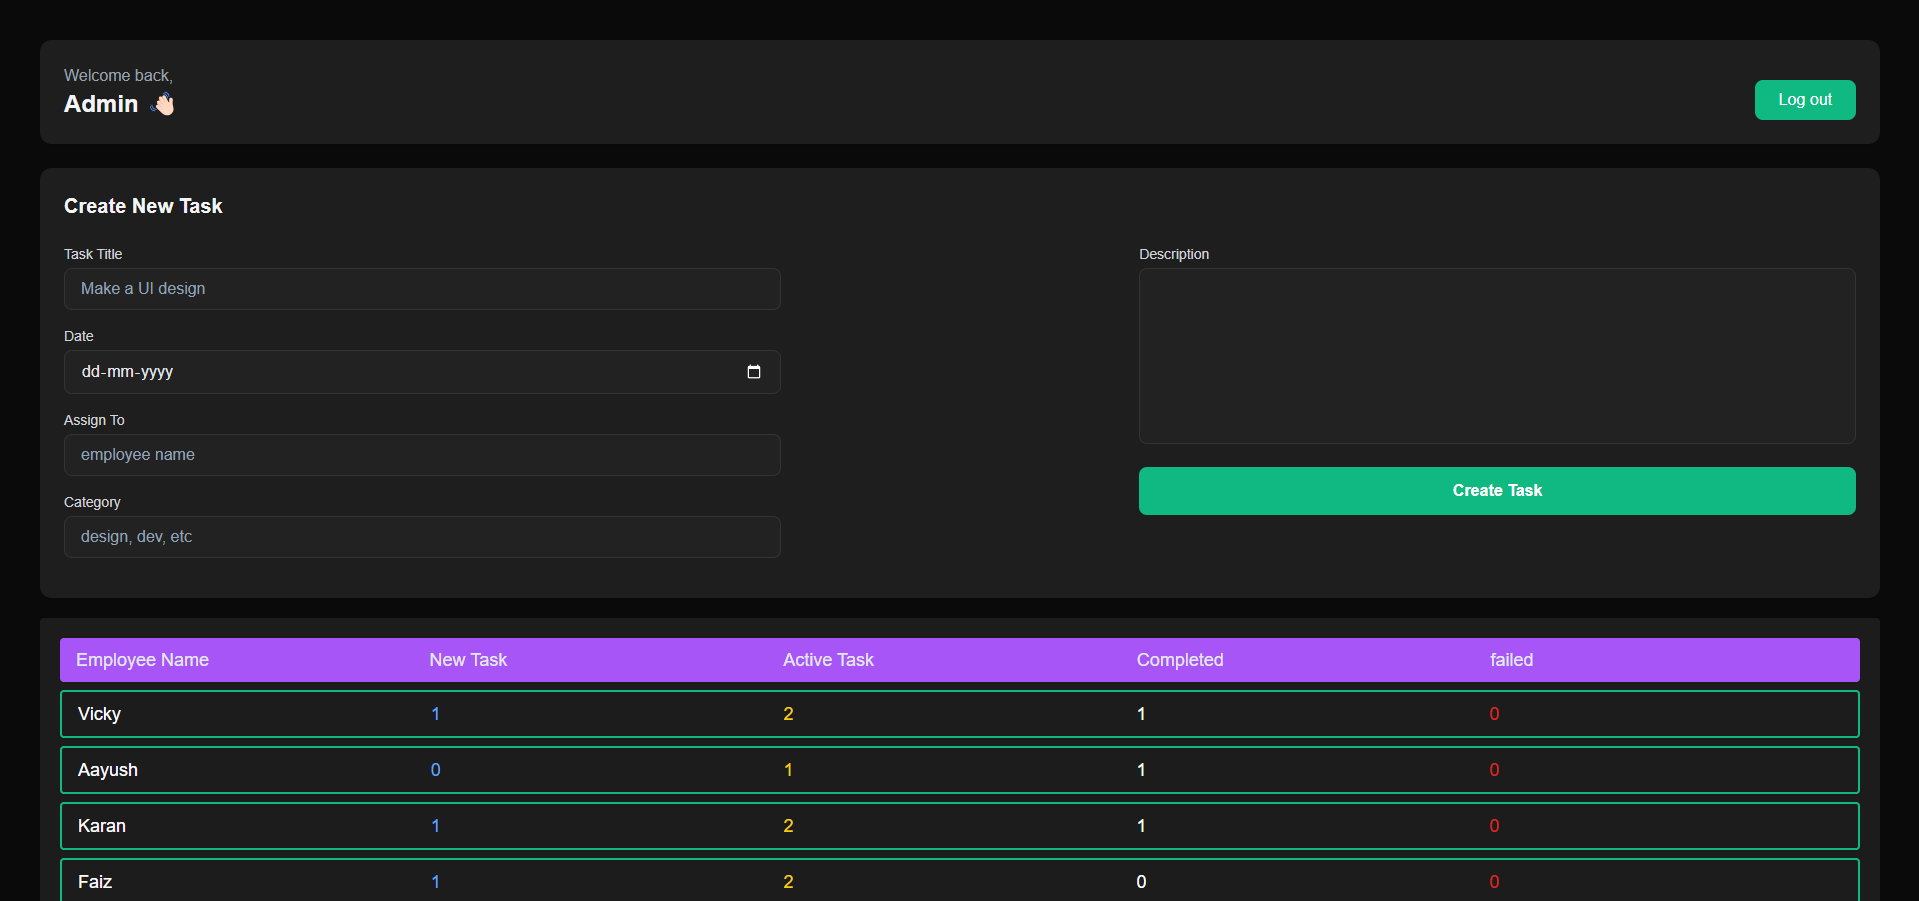 Welcome back,
Admin 👋🏻
Log out
Create New Task
Task Title
Make a UI design
Date
dd-mm-yyyy
Assign To
employee name
Category
design, dev, etc
Description
Create Task
Employee Name New Task Active Task Completed failed
Vicky 1 2 1 0
Aayush 0 1 1 0
Karan 1 2 1 0
Faiz 1 2 0 0